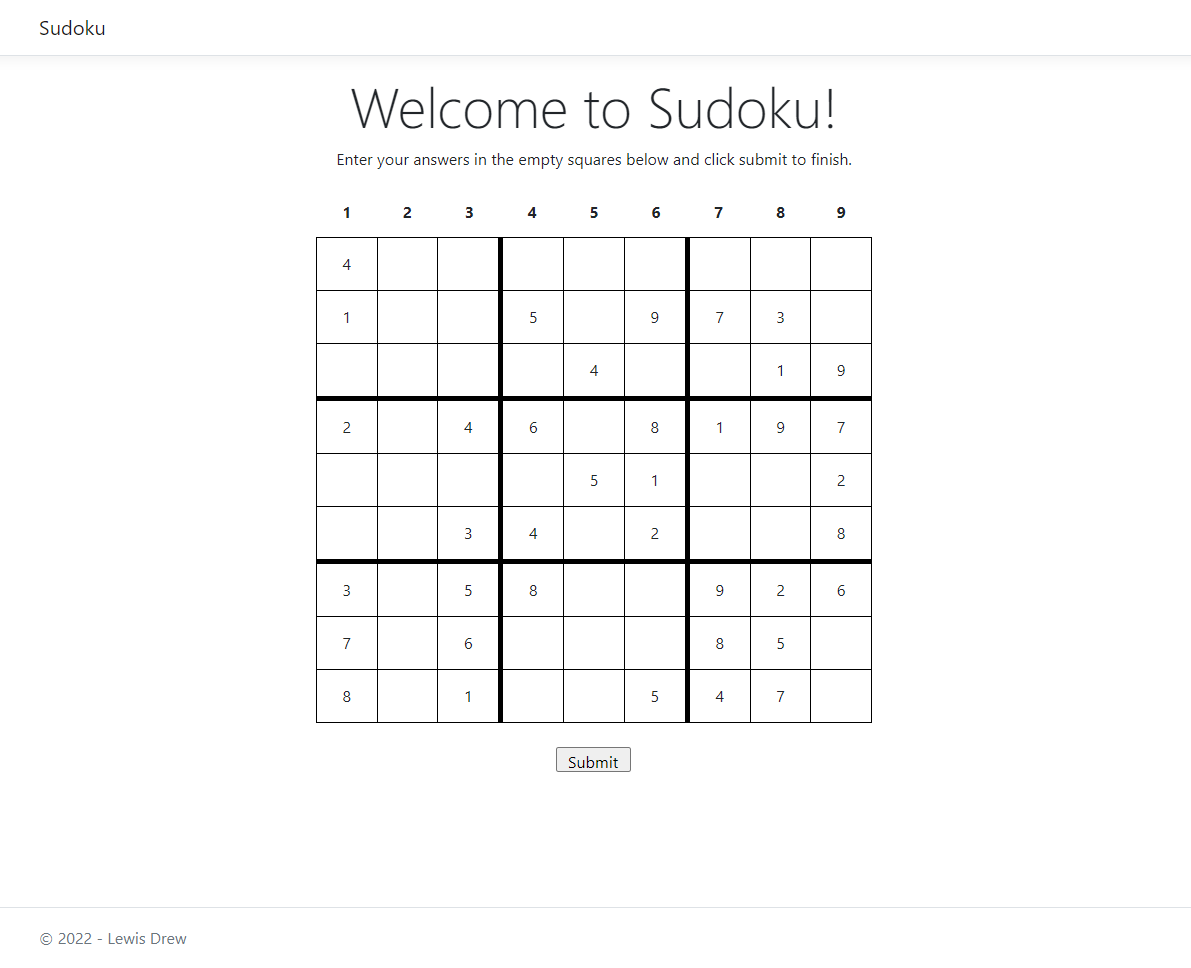 Sudoku
Welcome to Sudoku!
Enter your answers in the empty squares below and click submit to finish.
1 2 3 4 5 6 7 8 9
4
1 5 9 7 3
4 1 9
2 4 6 8 1 9 7
5 1 2
3 4 2 8
3 5 8 9 2 6
7 6 8 5
8 1 5 4 7
Submit
© 2022 - Lewis Drew